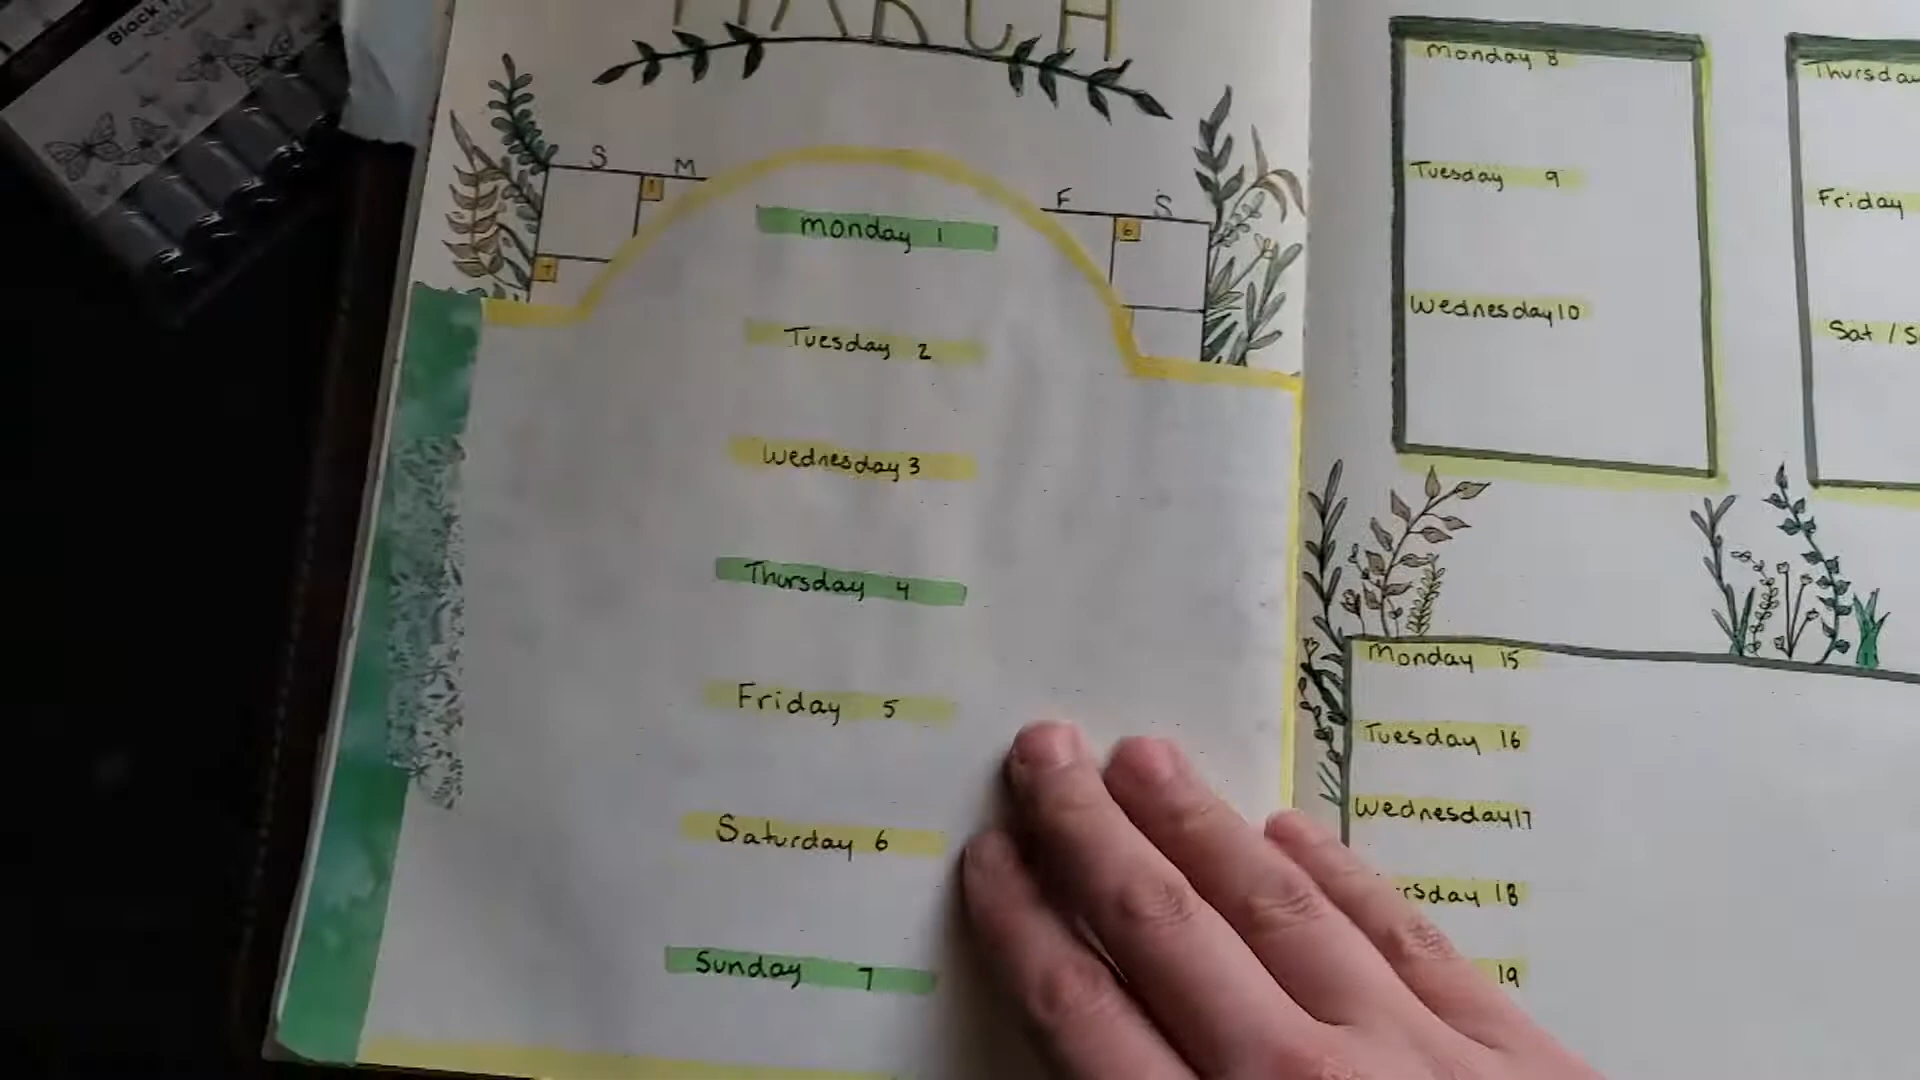 Black
MARCH
S M
1
7
F S
6
monday 1
Tuesday 2
Wednesday 3
Thursday 4
Friday 5
Saturday 6
Sunday 7
Monday 8
Tuesday 9
Wednesday 10
Thursda
Friday
Sat / S
Monday 15
Tuesday 16
Wednesday 17
rsday 18
19